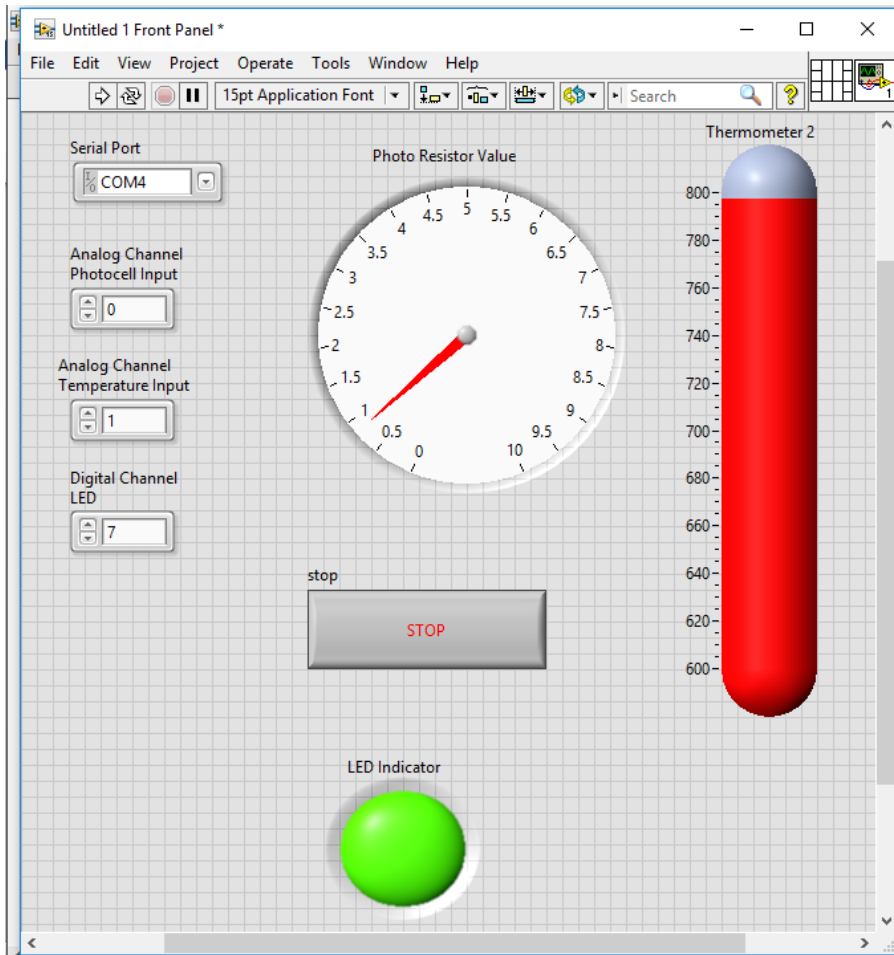 Untitled 1 Front Panel *
File Edit View Project Operate Tools Window Help
15pt Application Font Search ?
1
Serial Port
COM4
Analog Channel
Photocell Input
0
Analog Channel
Temperature Input
1
Digital Channel
LED
7
Photo Resistor Value
0
0.5
1
1.5
2
2.5
3
3.5
4
4.5
5
5.5
6
6.5
7
7.5
8
8.5
9
9.5
10
stop
STOP
LED Indicator
Thermometer 2
800
780
760
740
720
700
680
660
640
620
600